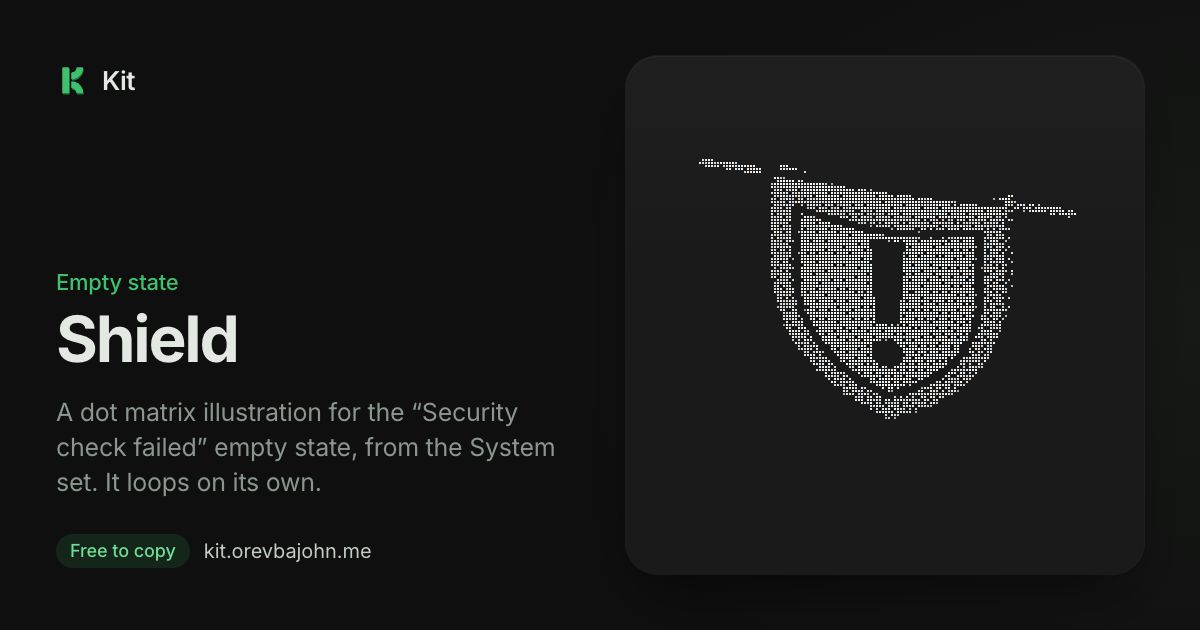 Kit
Empty state
Shield
A dot matrix illustration for the “Security
check failed” empty state, from the System
set. It loops on its own.
Free to copy
kit.orevbajohn.me